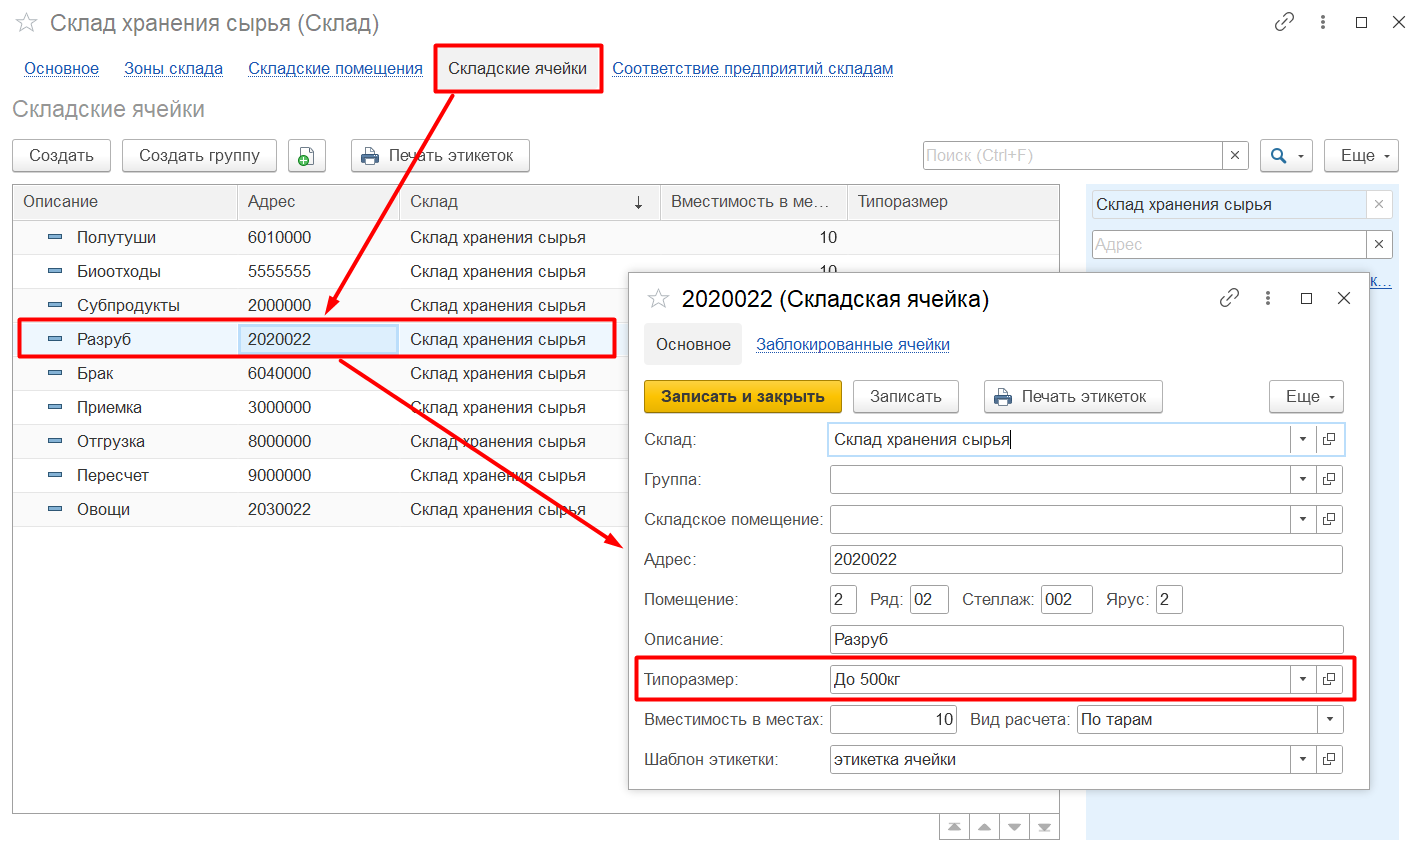 Склад хранения сырья (Склад)
Основное Зоны склада Складские помещения Складские ячейки Соответствие предприятий складам
Складские ячейки
Создать Создать группу Печать этикеток Поиск (Ctrl+F) Еще
Описание Адрес Склад Вместимость в ме... Типоразмер
Склад хранения сырья
Адрес
к...
Полутуши 6010000 Склад хранения сырья 10
Биоотходы 5555555 Склад хранения сырья 10
Субпродукты 2000000 Склад хранения сырья
Разруб 2020022 Склад хранения сырья
Брак 6040000 Склад хранения сырья
Приемка 3000000 Склад хранения сырья
Отгрузка 8000000 Склад хранения сырья
Пересчет 9000000 Склад хранения сырья
Овощи 2030022 Склад хранения сырья
2020022 (Складская ячейка)
Основное Заблокированные ячейки
Записать и закрыть Записать Печать этикеток Еще
Склад: Склад хранения сырья
Группа:
Складское помещение:
Адрес: 2020022
Помещение: 2 Ряд: 02 Стеллаж: 002 Ярус: 2
Описание: Разруб
Типоразмер: До 500кг
Вместимость в местах: 10 Вид расчета: По тарам
Шаблон этикетки: этикетка ячейки